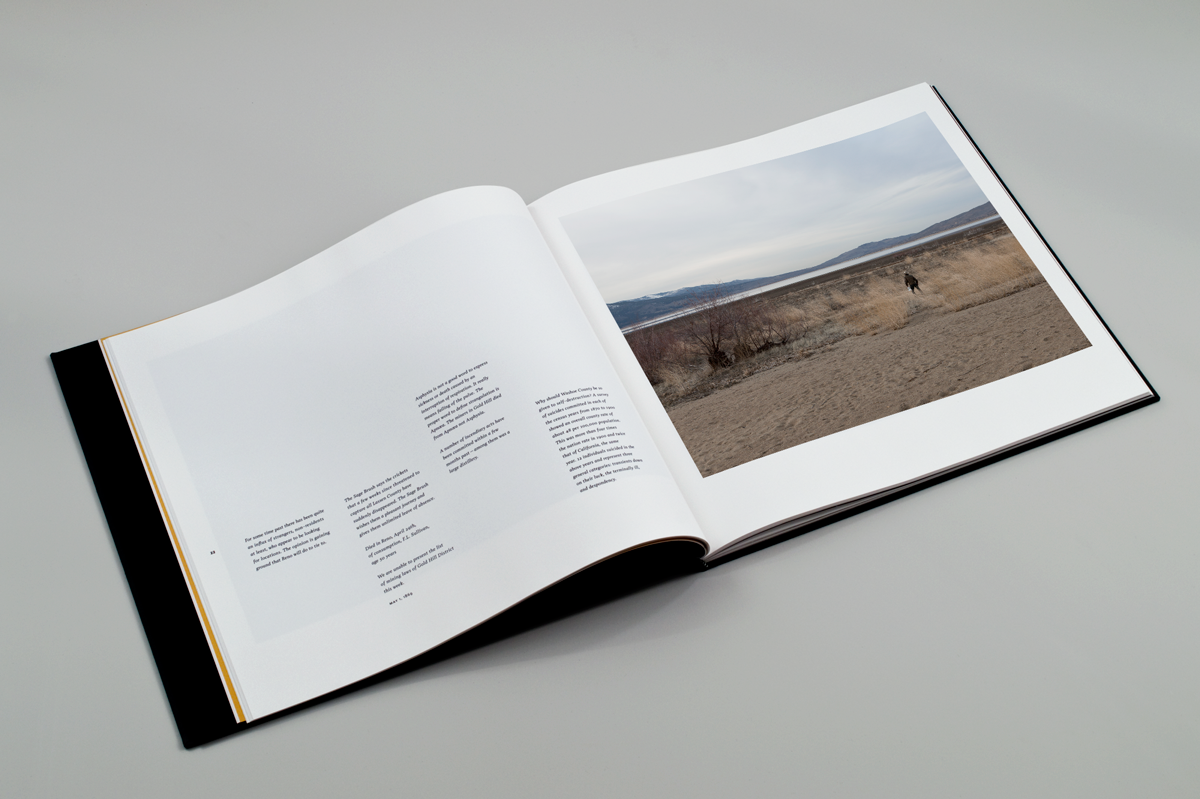 12
For some time past there has been quite
an influx of strangers, non-residents
at least, who appear to be looking
for locations. The opinion is gaining
ground that Reno will do to tie to.
The Sage Brush says the crickets
that a few weeks since threatened to
capture all Lassen County have
suddenly disappeared. The Sage Brush
wishes them a pleasant journey and
gives them unlimited leave of absence.
Died in Reno, April 29th,
of consumption, F.L. Sullivan,
age 30 years
We are unable to present the list
of mining laws of Gold Hill District
this week.
MAY 1, 1869
Asphyxia is not a good word to express
sickness or death caused by an
interruption of respiration. It really
means failing of the pulse. The
proper word to define strangulation is
Apnæa. The miners in Gold Hill died
from Apnæa not Asphyxia.
A number of incendiary acts have
been committed within a few
months past – among them was a
large distillery.
Why should Washoe County be so
given to self-destruction? A survey
of suicides committed in each of
the census years from 1870 to 1920
showed an overall county rate of
about 48 per 100,000 population.
This was more than four times
the nation rate in 1920 and twice
that of California, the same
year. 12 individuals suicided in the
above years and represent three
general categories: transients down
on their luck, the terminally ill,
and despondency.